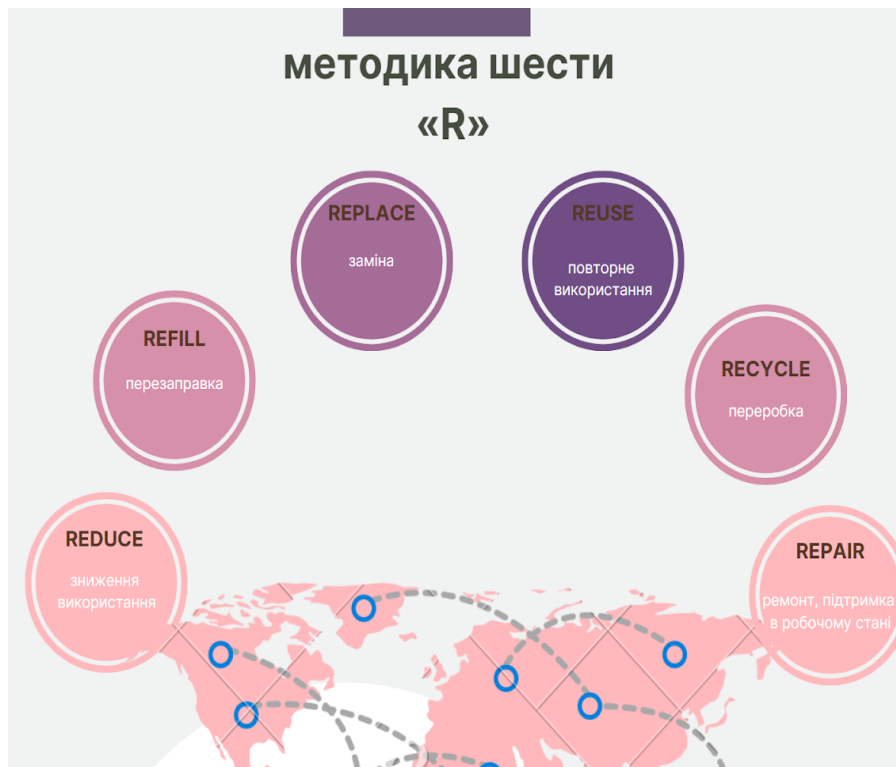 методика шести
«R»
REPLACE
заміна
REUSE
повторне
використання
REFILL
перезаправка
RECYCLE
переробка
REDUCE
зниження
використання
REPAIR
ремонт, підтримка
в робочому стані